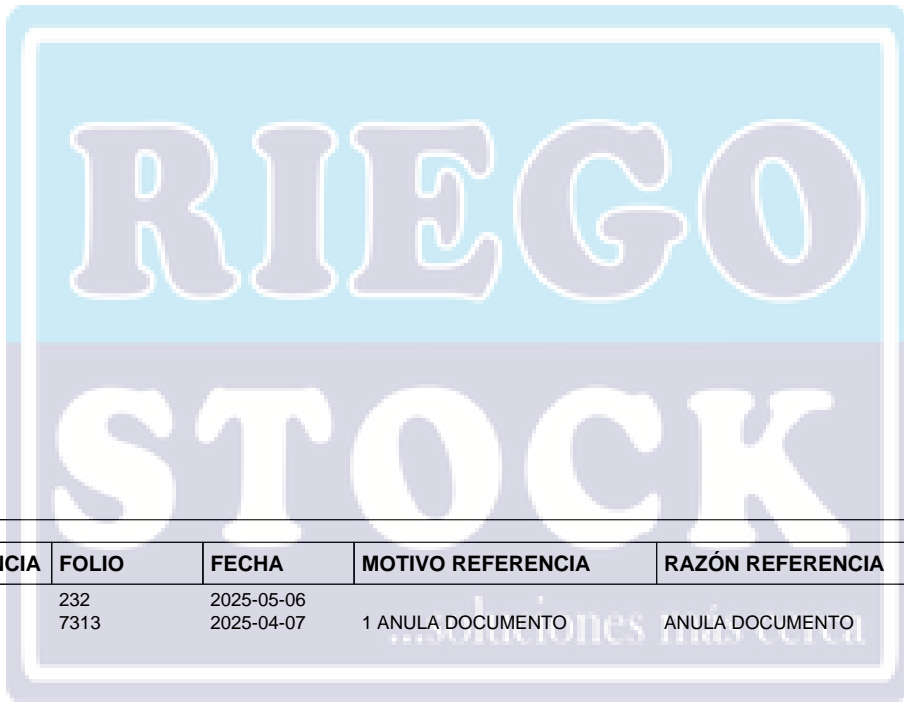 RIEGO
STOCK
NCIA FOLIO FECHA MOTIVO REFERENCIA RAZÓN REFERENCIA
232 2025-05-06
7313 2025-04-07 1 ANULA DOCUMENTO ANULA DOCUMENTO
...soluciones más cerca